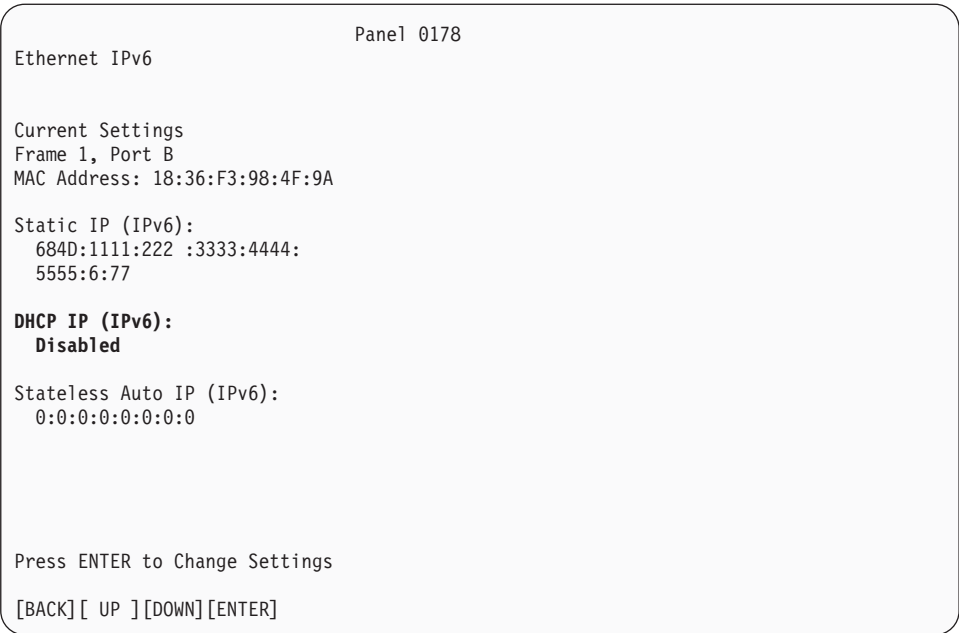 Panel 0178
Ethernet IPv6
Current Settings
Frame 1, Port B
MAC Address: 18:36:F3:98:4F:9A
Static IP (IPv6):
684D:1111:222 :3333:4444:
5555:6:77
DHCP IP (IPv6):
Disabled
Stateless Auto IP (IPv6):
0:0:0:0:0:0:0:0
Press ENTER to Change Settings
[BACK][ UP ][DOWN][ENTER]